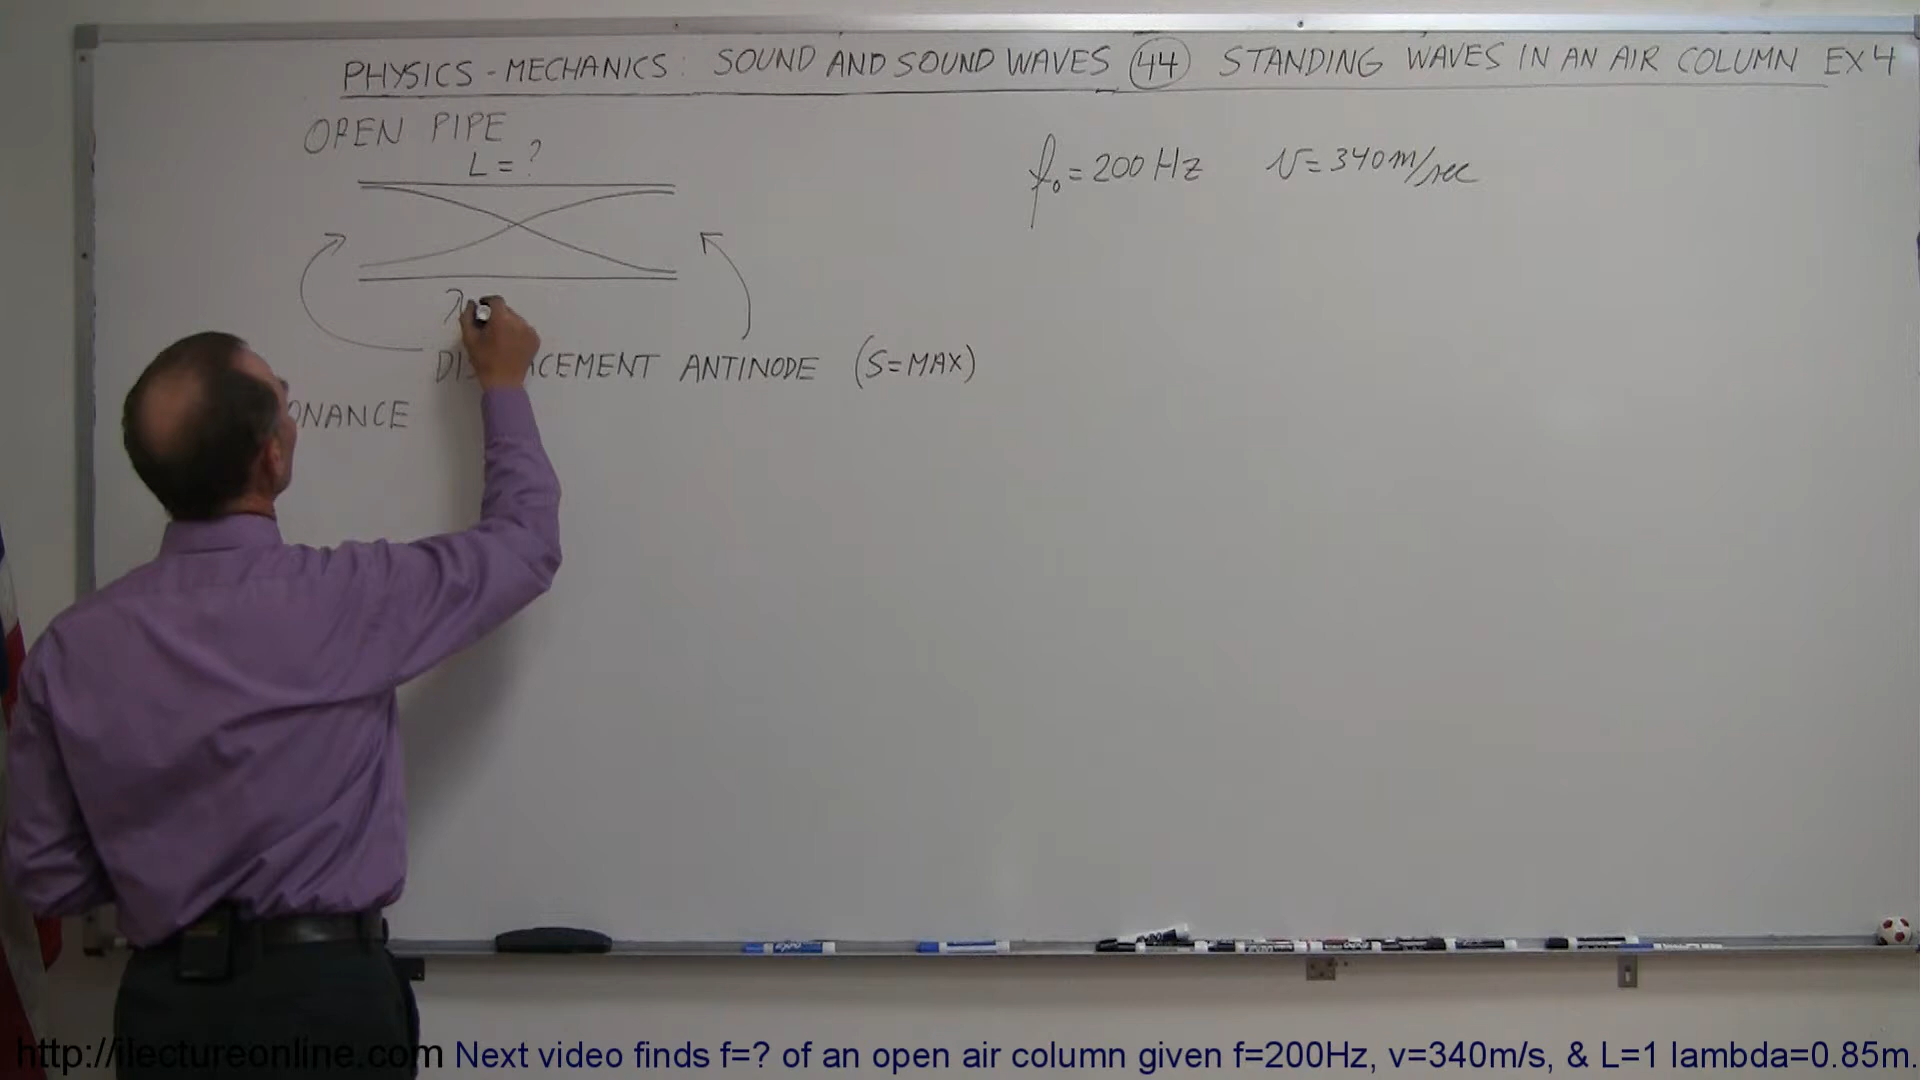 PHYSICS - MECHANICS: SOUND AND SOUND WAVES 44 STANDING WAVES IN AN AIR COLUMN EX 4
OPEN PIPE
L = ?
f₀ = 200 Hz v = 340 m/sec
ANTINODE (S=MAX)
http://ilectureonline.com Next video finds f=? of an open air column given f=200Hz, v=340m/s, & L=1 lambda=0.85m.